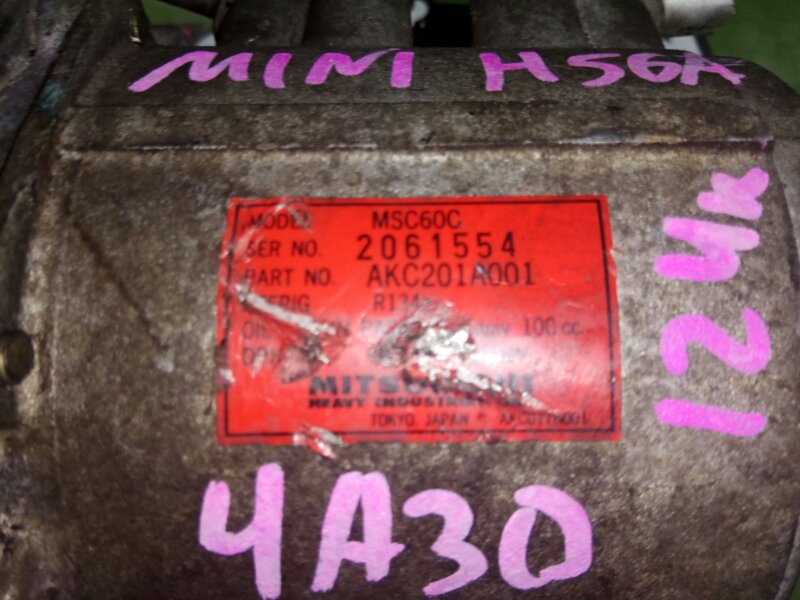 MINI H56A
MODEL MSC60C
SER NO. 2061554
PART NO. AKC201A001
R134
100 cc
MITSUBISHI
HEAVY INDUSTRIES
TOKYO JAPAN
124K
4A30